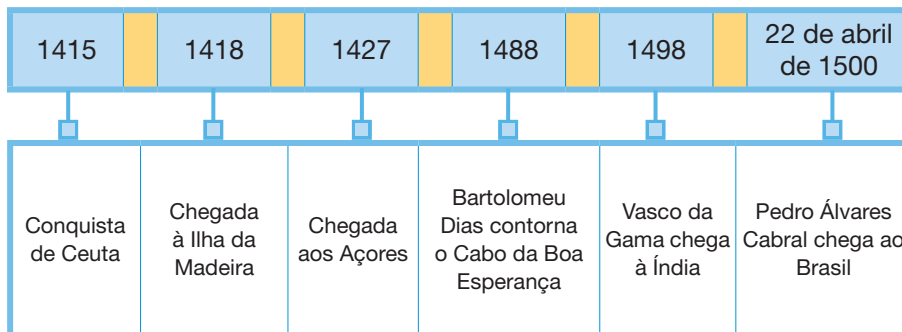 1415
1418
1427
1488
1498
22 de abril
de 1500
Conquista
de Ceuta
Chegada
à Ilha da
Madeira
Chegada
aos Açores
Bartolomeu
Dias contorna
o Cabo da Boa
Esperança
Vasco da
Gama chega
à Índia
Pedro Álvares
Cabral chega ao
Brasil